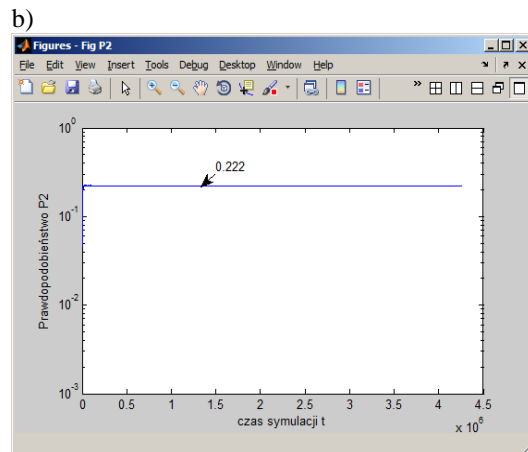 b)
Figures - Fig P2
File Edit View Insert Tools Debug Desktop Window Help
»
10^0
10^-1
10^-2
10^-3
Prawdopodobieństwo P2
0.222
0 0.5 1 1.5 2 2.5 3 3.5 4 4.5
x 10^6
czas symulacji t